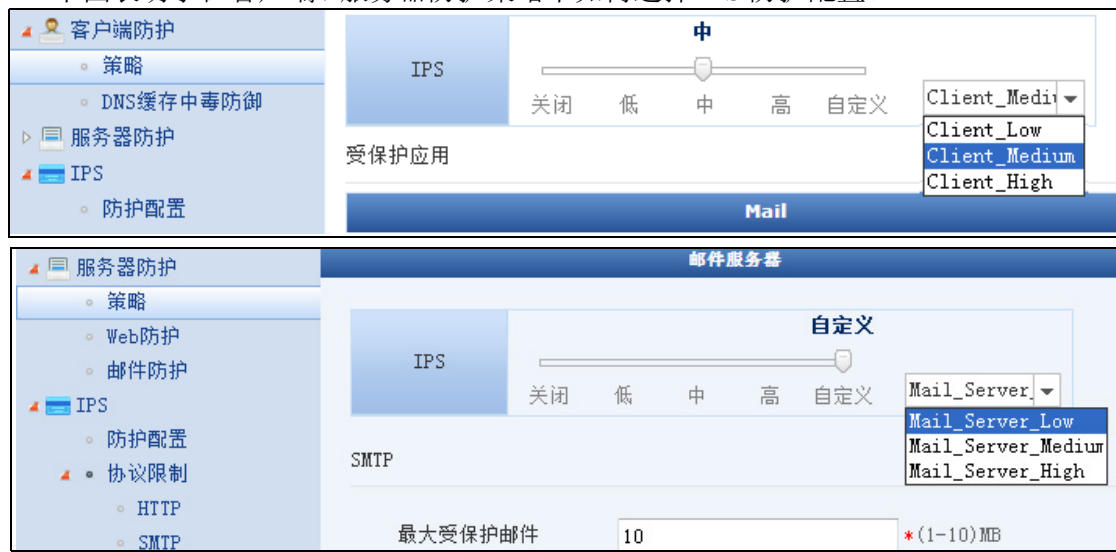 客户端防护
策略
DNS缓存中毒防御
服务器防护
IPS
防护配置
中
IPS
关闭 低 中 高 自定义
Client_Medi
Client_Low
Client_Medium
Client_High
受保护应用
Mail
服务器防护
策略
Web防护
邮件防护
IPS
防护配置
协议限制
HTTP
SMTP
邮件服务器
自定义
IPS
关闭 低 中 高 自定义
Mail_Server_
Mail_Server_Low
Mail_Server_Medium
Mail_Server_High
SMTP
最大受保护邮件 10 *(1-10)MB